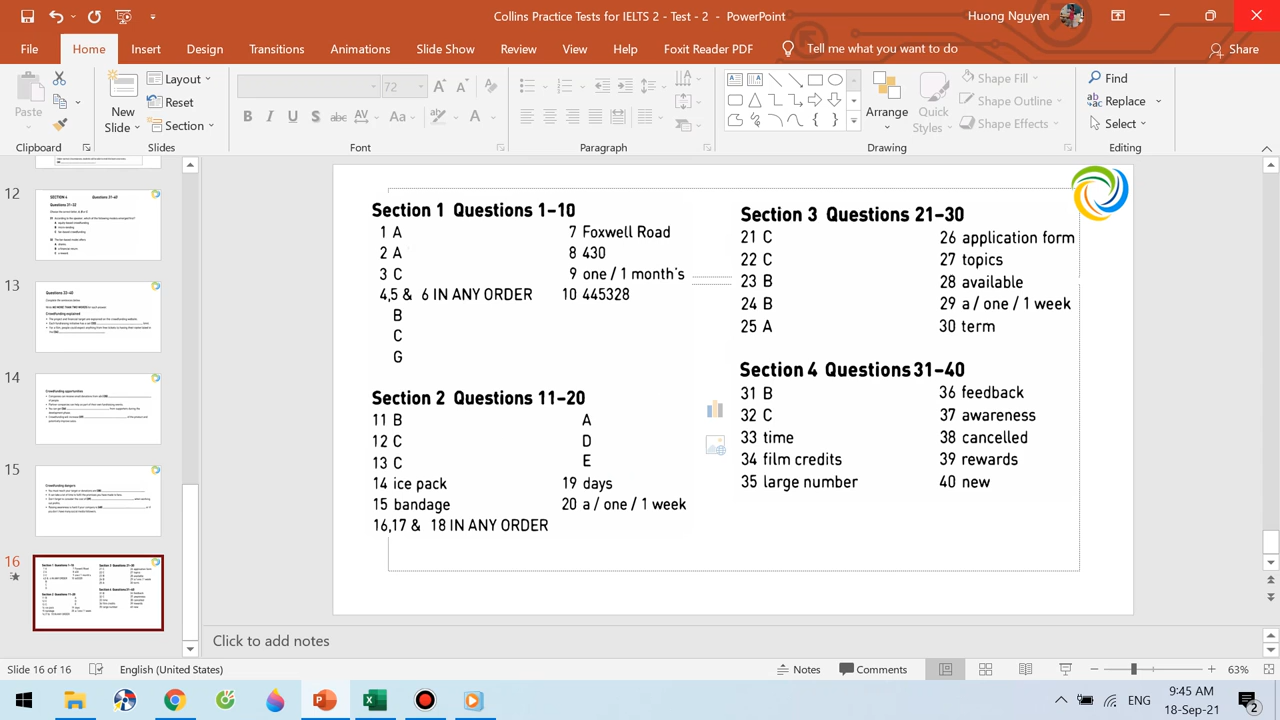 Collins Practice Tests for IELTS 2 - Test - 2 - PowerPoint
Huong Nguyen
File Home Insert Design Transitions Animations Slide Show Review View Help Foxit Reader PDF Tell me what you want to do Share
Paste
New Slide
Layout
Reset
Section
72
Arrange
Quick Styles
Shape Fill
Shape Outline
Shape Effects
Find
Replace
Select
Clipboard Slides Font Paragraph Drawing Editing
12
13
14
15
16
Section 1 Questions 1–10
1 A
2 A
3 C
4,5 & 6 IN ANY ORDER
B
C
G
7 Foxwell Road
8 430
9 one / 1 month's
10 445328
Section 2 Questions 11–20
11 B
12 C
13 C
14 ice pack
15 bandage
16,17 & 18 IN ANY ORDER
A
D
E
19 days
20 a / one / 1 week
Section 3 Questions 21–30
21 C
22 C
23 B
24 B
25 A
26 application form
27 topics
28 available
29 a / one / 1 week
30 term
Section 4 Questions 31–40
31 B
32 C
33 time
34 film credits
35 large number
36 feedback
37 awareness
38 cancelled
39 rewards
40 new
Click to add notes
Slide 16 of 16 English (United States) Notes Comments 63%
ENG
9:45 AM
18-Sep-21
2